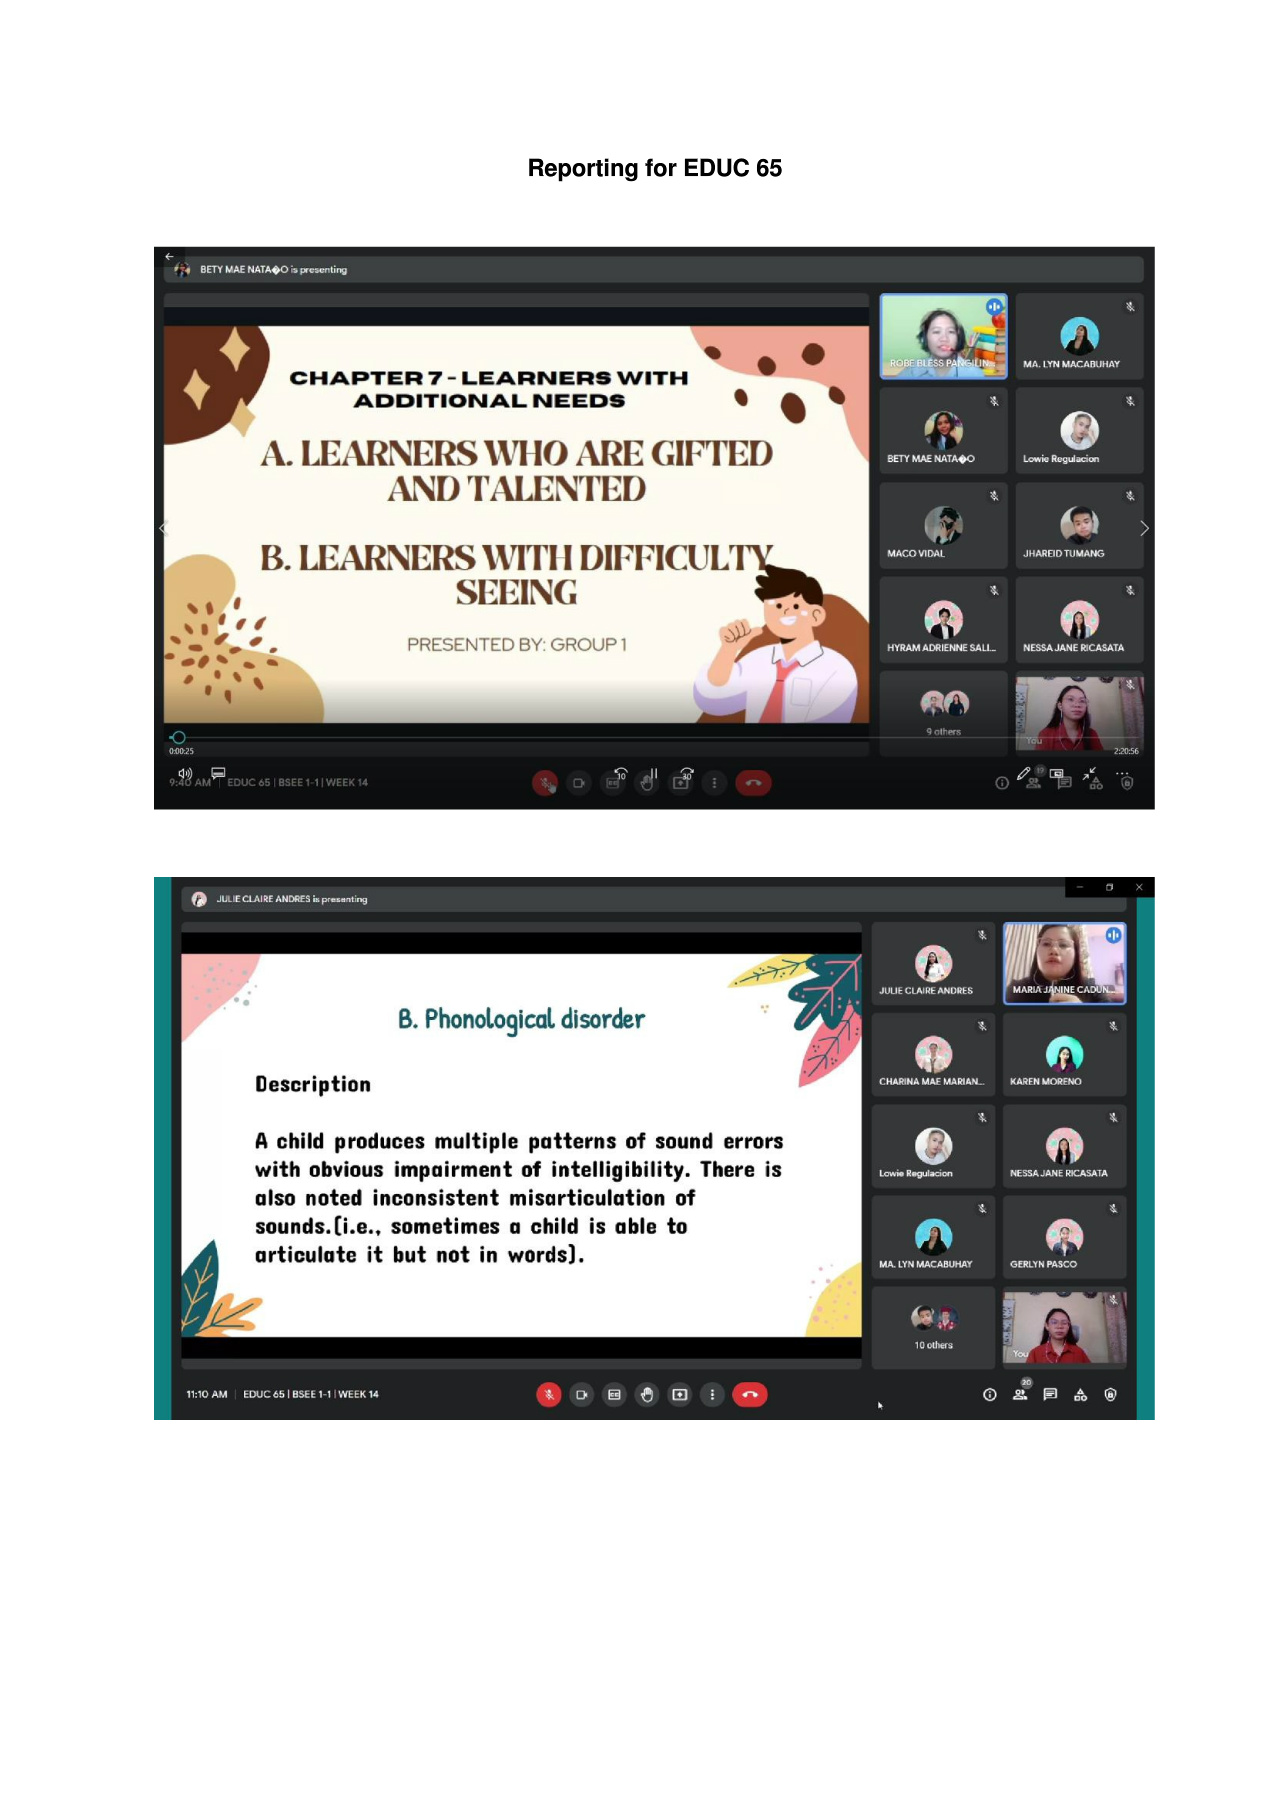 Reporting for EDUC 65
BETY MAE NATA�O is presenting
CHAPTER 7 - LEARNERS WITH
ADDITIONAL NEEDS
A. LEARNERS WHO ARE GIFTED
AND TALENTED
B. LEARNERS WITH DIFFICULTY
SEEING
PRESENTED BY: GROUP 1
ROBE BLESS PANGILIN...
MA. LYN MACABUHAY
BETY MAE NATA�O
Lowie Regulacion
MACO VIDAL
JHAREID TUMANG
HYRAM ADRIENNE SALI...
NESSA JANE RICASATA
9 others
You
0:00:25
2:20:56
9:40 AM | EDUC 65 | BSEE 1-1 | WEEK 14
10
30
19
JULIE CLAIRE ANDRES is presenting
B. Phonological disorder
Description
A child produces multiple patterns of sound errors
with obvious impairment of intelligibility. There is
also noted inconsistent misarticulation of
sounds.(i.e., sometimes a child is able to
articulate it but not in words).
JULIE CLAIRE ANDRES
MARIA JANINE CADUN...
CHARINA MAE MARIAN...
KAREN MORENO
Lowie Regulacion
NESSA JANE RICASATA
MA. LYN MACABUHAY
GERLYN PASCO
10 others
You
11:10 AM | EDUC 65 | BSEE 1-1 | WEEK 14
20